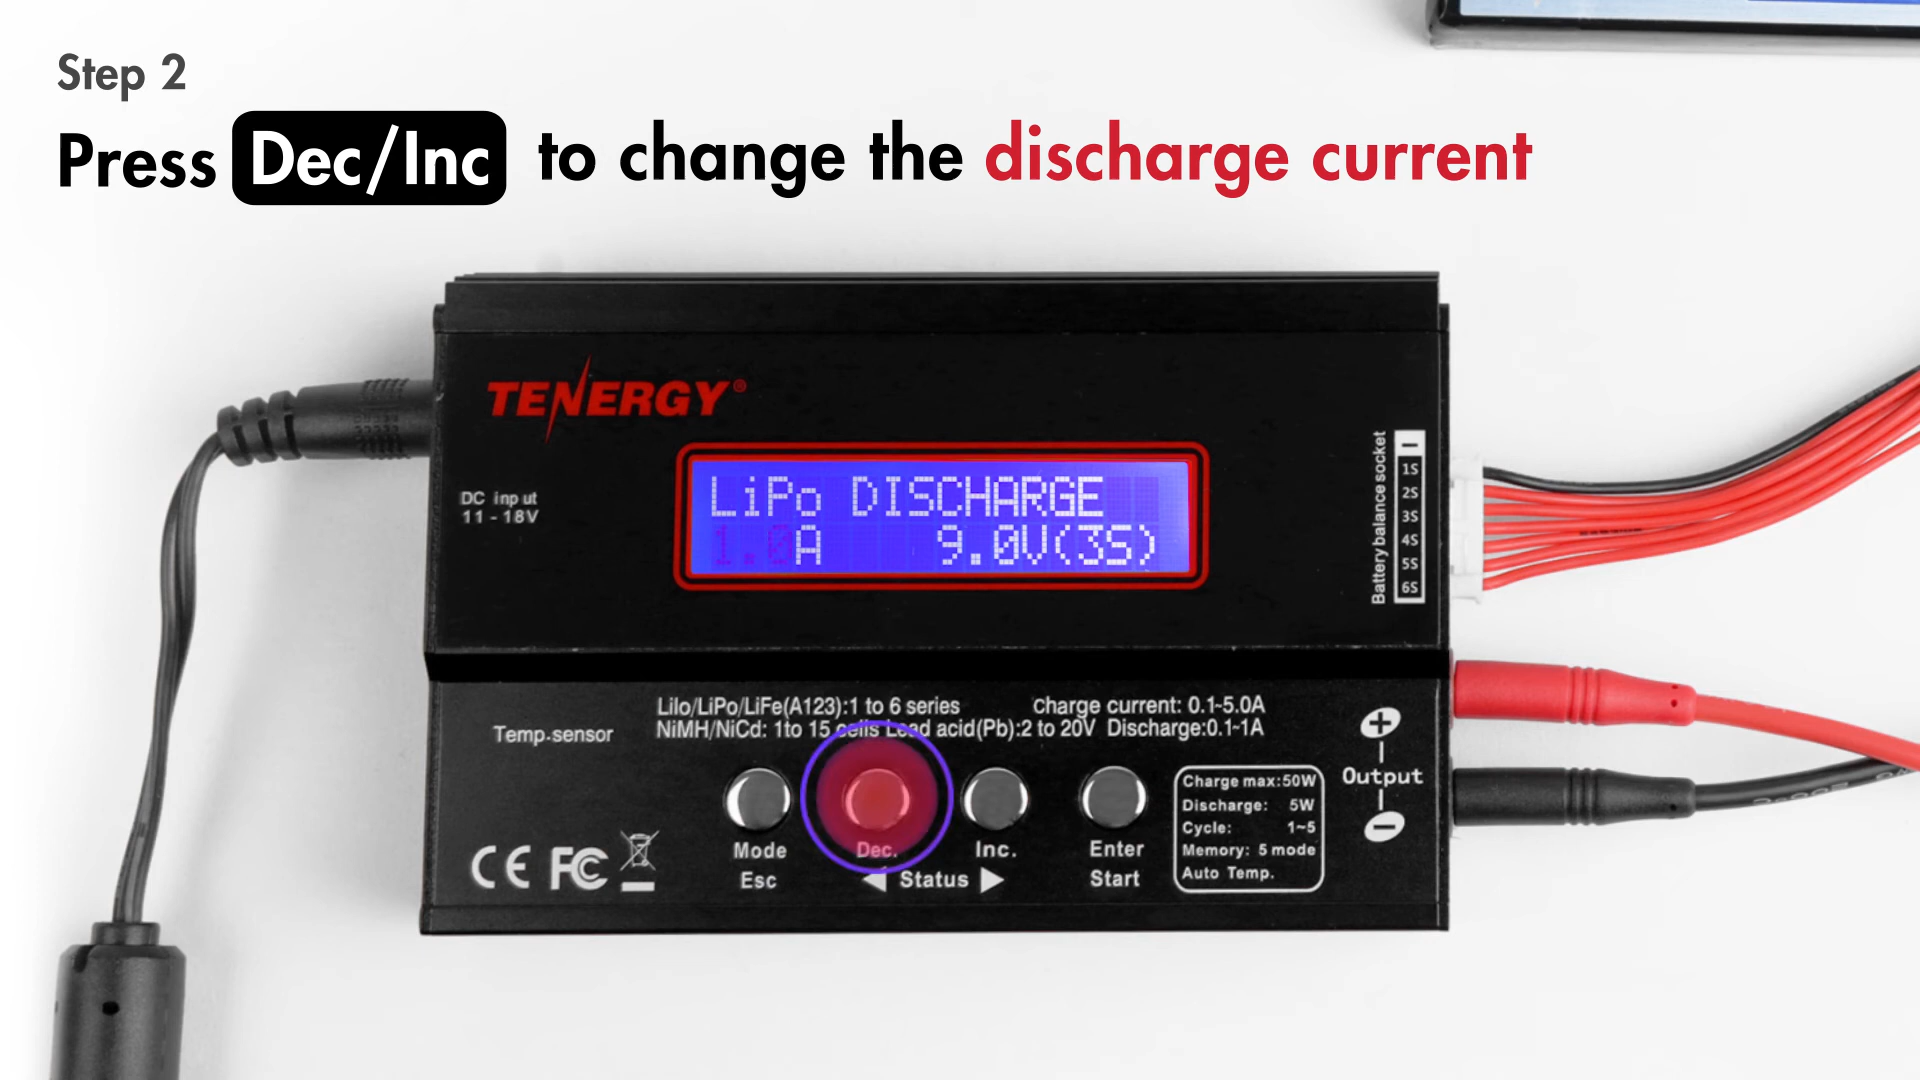 Step 2
Press Dec/Inc to change the discharge current
TENERGY®
DC input
11-18V
LiPo DISCHARGE
1.0A 9.0V(3S)
Battery balance socket
1S
2S
3S
4S
5S
6S
LiIo/LiPo/LiFe(A123):1 to 6 series charge current: 0.1-5.0A
NiMH/NiCd: 1to 15 cells Lead acid(Pb):2 to 20V Discharge:0.1-1A
Temp.sensor
Mode
Esc
Dec.
Inc.
◀ Status ▶
Enter
Start
Charge max:50W
Discharge: 5W
Cycle: 1~5
Memory: 5 mode
Auto Temp.
+
Output
−
CE FC